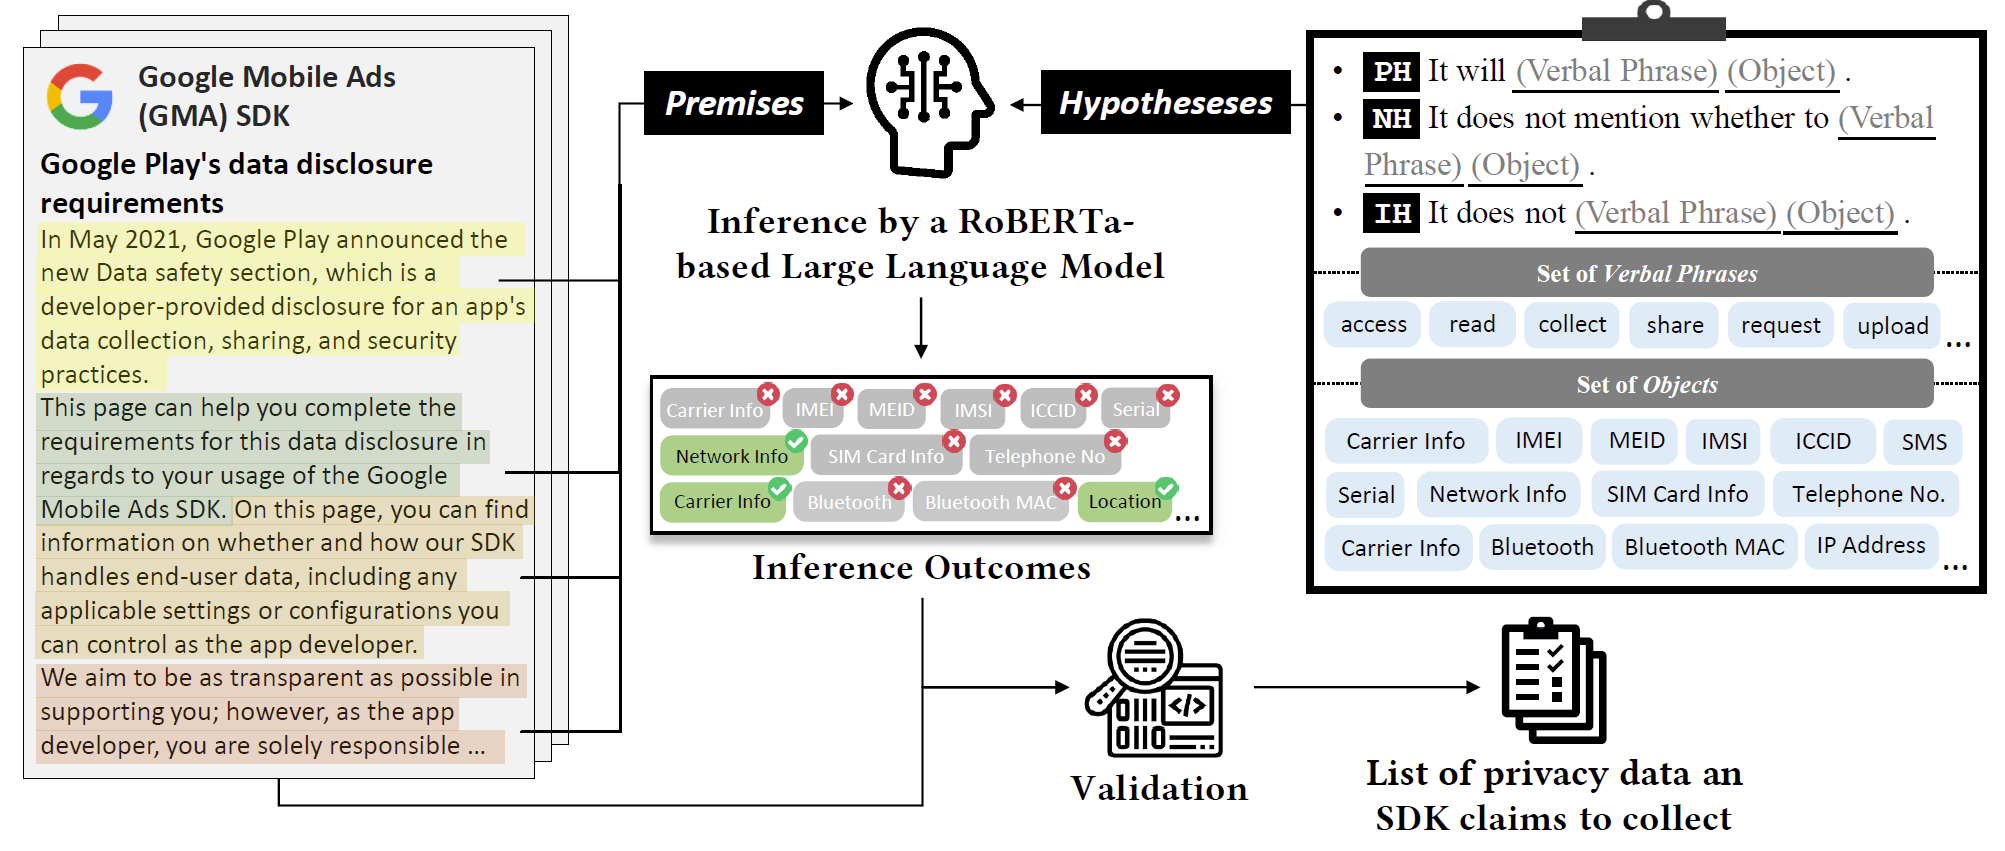 Google Mobile Ads
(GMA) SDK
Google Play's data disclosure
requirements
In May 2021, Google Play announced the
new Data safety section, which is a
developer-provided disclosure for an app's
data collection, sharing, and security
practices.
This page can help you complete the
requirements for this data disclosure in
regards to your usage of the Google
Mobile Ads SDK. On this page, you can find
information on whether and how our SDK
handles end-user data, including any
applicable settings or configurations you
can control as the app developer.
We aim to be as transparent as possible in
supporting you; however, as the app
developer, you are solely responsible ...
Premises
Hypotheseses
Inference by a RoBERTa-
based Large Language Model
Carrier Info IMEI MEID IMSI ICCID Serial
Network Info SIM Card Info Telephone No
Carrier Info Bluetooth Bluetooth MAC Location ...
Inference Outcomes
• PH It will (Verbal Phrase) (Object) .
• NH It does not mention whether to (Verbal
Phrase) (Object) .
• IH It does not (Verbal Phrase) (Object) .
Set of Verbal Phrases
access read collect share request upload ...
Set of Objects
Carrier Info IMEI MEID IMSI ICCID SMS
Serial Network Info SIM Card Info Telephone No.
Carrier Info Bluetooth Bluetooth MAC IP Address ...
</>
Validation
List of privacy data an
SDK claims to collect